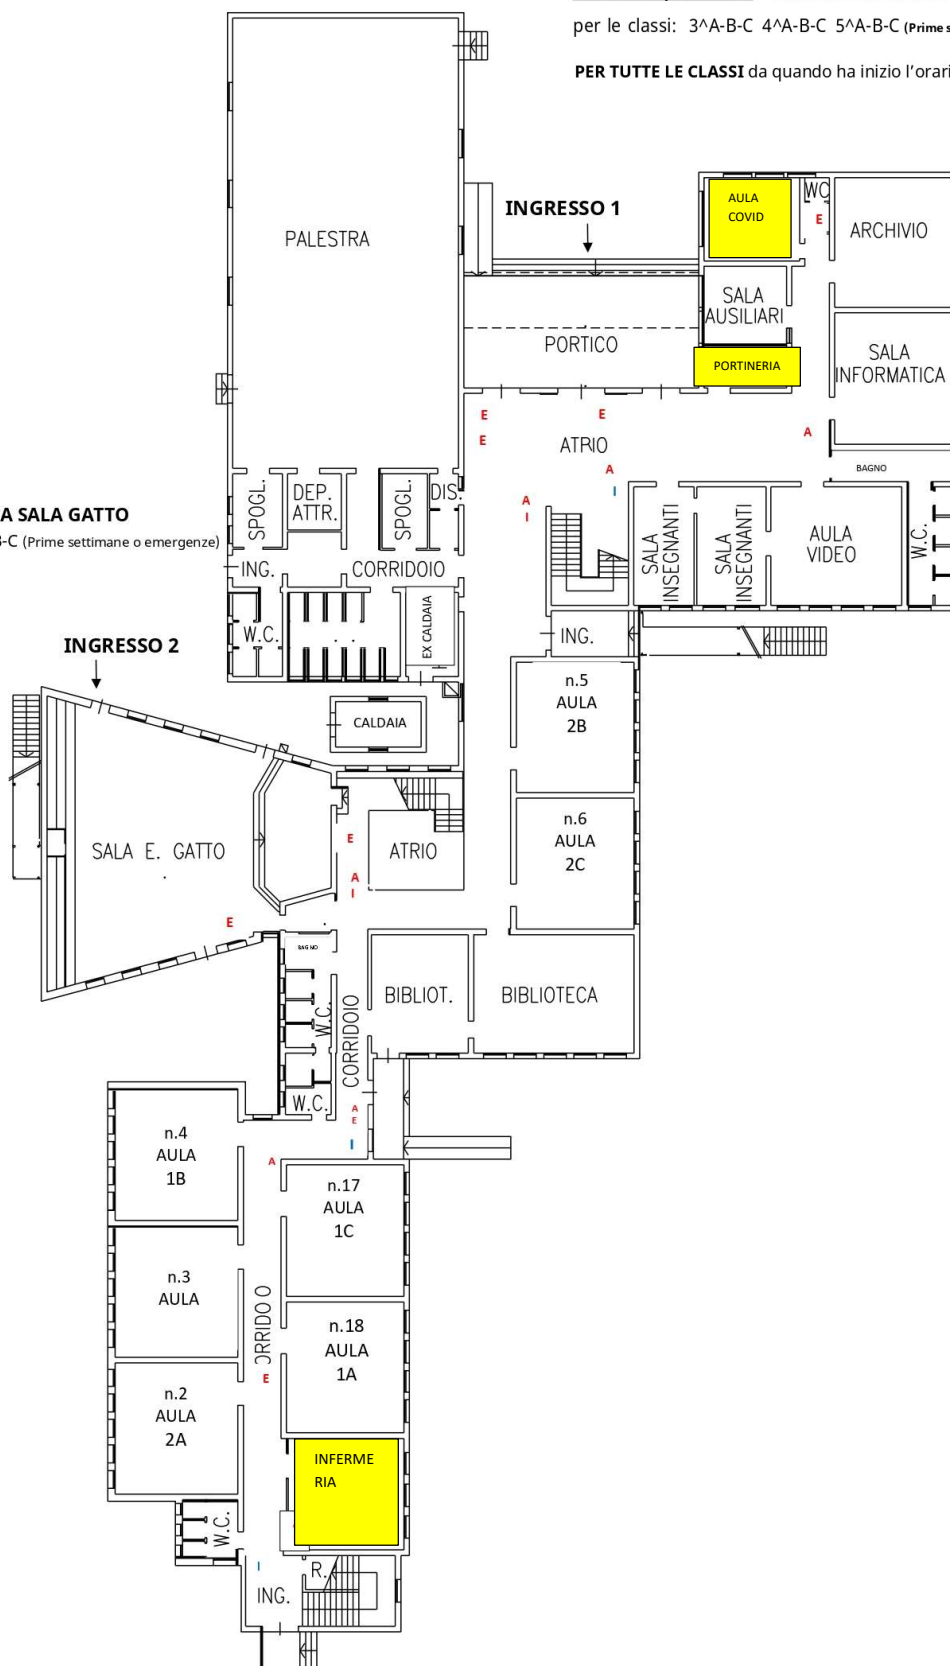 per le classi: 3^A-B-C 4^A-B-C 5^A-B-C (Prime s
PER TUTTE LE CLASSI da quando ha inizio l'orari
INGRESSO 1
AULA
COVID
WC
E
ARCHIVIO
PALESTRA
SALA
AUSILIARI
PORTICO
PORTINERIA
SALA
INFORMATICA
E
E
E
ATRIO
A
A
I
BAGNO
A
I
SPOGL.
DEP.
ATTR.
SPOGL.
DIS.
A SALA GATTO
B-C (Prime settimane o emergenze)
SALA
INSEGNANTI
SALA
INSEGNANTI
AULA
VIDEO
W.C.
ING.
CORRIDOIO
W.C.
EX CALDAIA
ING.
INGRESSO 2
n.5
AULA
2B
CALDAIA
n.6
AULA
2C
SALA E. GATTO
E
ATRIO
A
I
E
BAGNO
BIBLIOT.
BIBLIOTECA
W.C.
CORRIDOIO
W.C.
A
E
I
n.4
AULA
1B
A
n.17
AULA
1C
n.3
AULA
ORRIDO O
n.18
AULA
1A
E
n.2
AULA
2A
INFERME
RIA
W.C.
I
R.
ING.